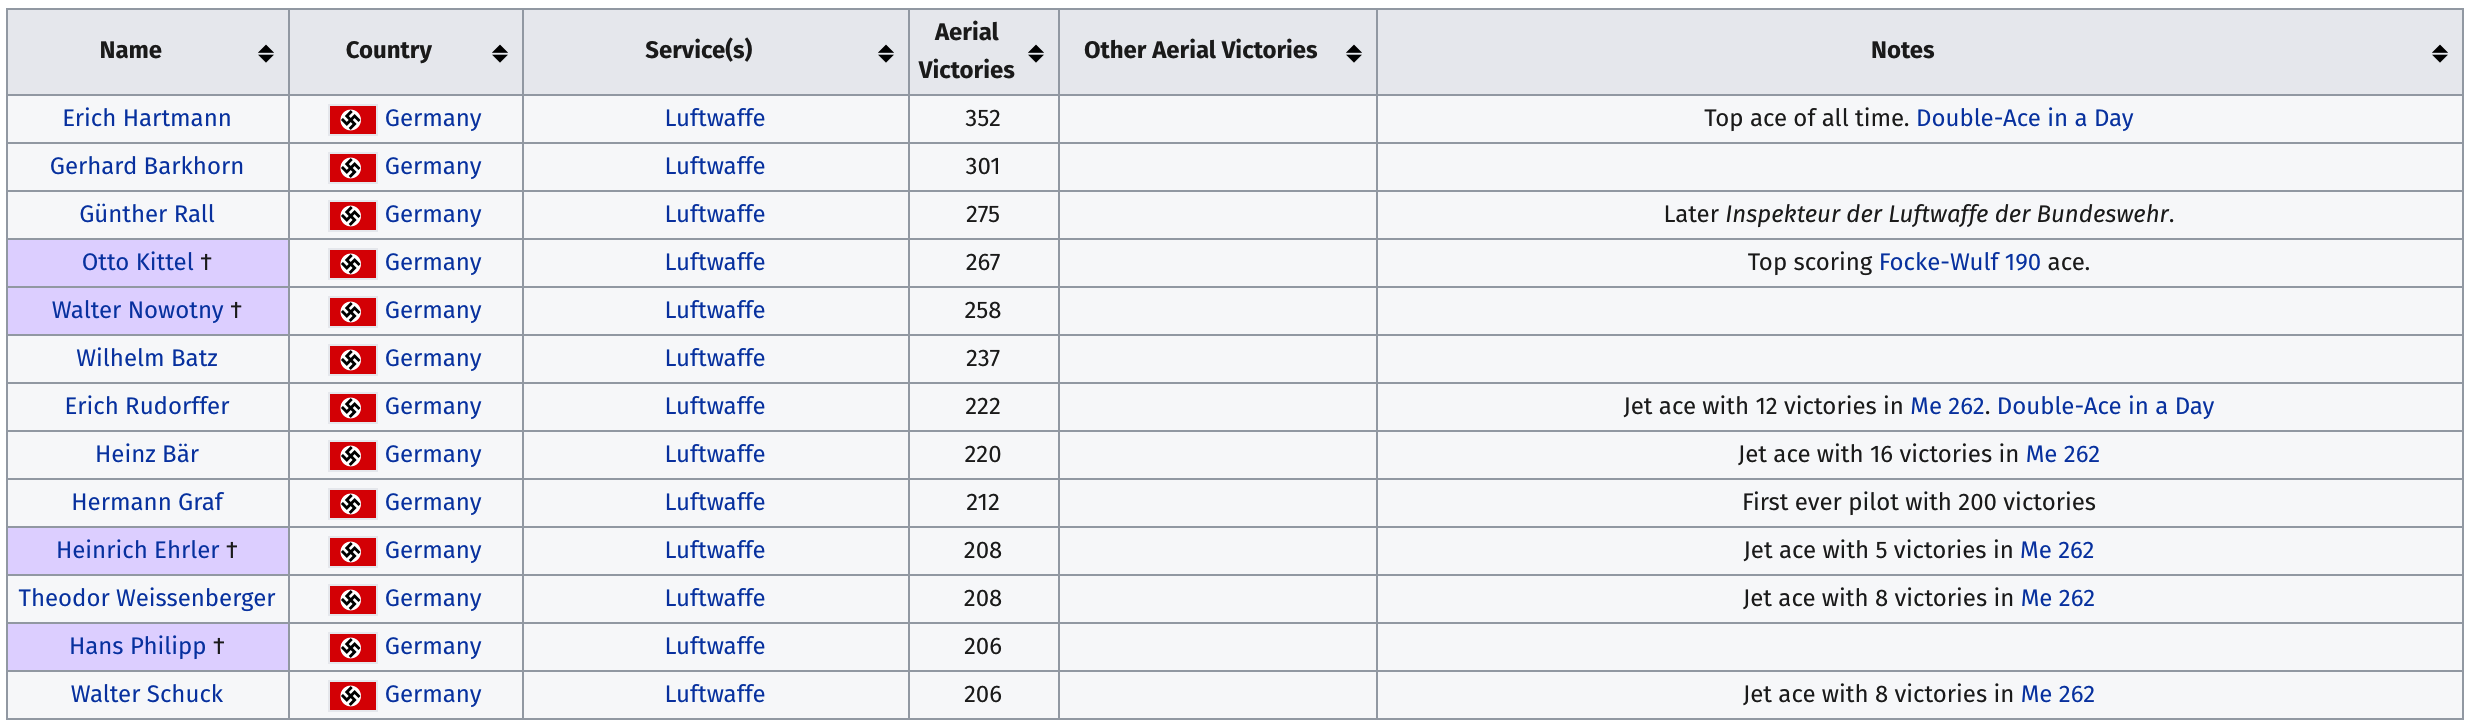 Name Country Service(s) Aerial Victories Other Aerial Victories Notes
Erich Hartmann Germany Luftwaffe 352 Top ace of all time. Double-Ace in a Day
Gerhard Barkhorn Germany Luftwaffe 301
Günther Rall Germany Luftwaffe 275 Later Inspekteur der Luftwaffe der Bundeswehr.
Otto Kittel † Germany Luftwaffe 267 Top scoring Focke-Wulf 190 ace.
Walter Nowotny † Germany Luftwaffe 258
Wilhelm Batz Germany Luftwaffe 237
Erich Rudorffer Germany Luftwaffe 222 Jet ace with 12 victories in Me 262. Double-Ace in a Day
Heinz Bär Germany Luftwaffe 220 Jet ace with 16 victories in Me 262
Hermann Graf Germany Luftwaffe 212 First ever pilot with 200 victories
Heinrich Ehrler † Germany Luftwaffe 208 Jet ace with 5 victories in Me 262
Theodor Weissenberger Germany Luftwaffe 208 Jet ace with 8 victories in Me 262
Hans Philipp † Germany Luftwaffe 206
Walter Schuck Germany Luftwaffe 206 Jet ace with 8 victories in Me 262